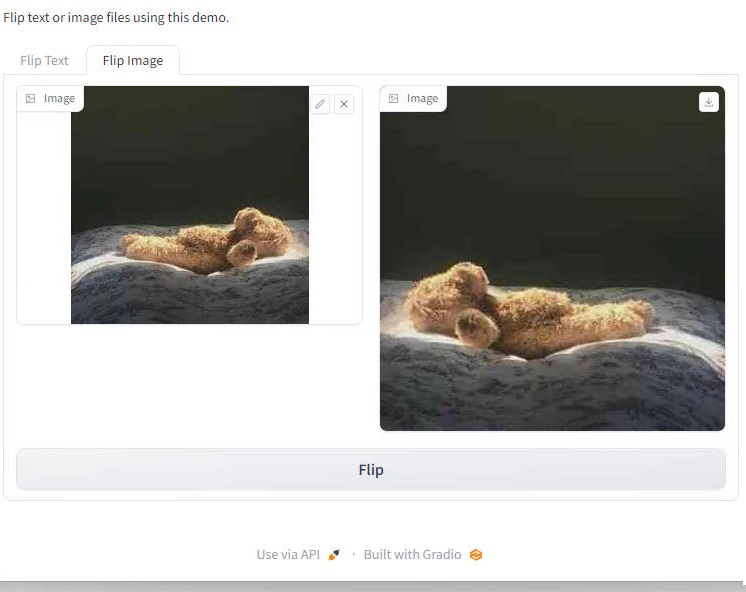 Flip text or image files using this demo.
Flip Text Flip Image
Image Image
Flip
Use via API · Built with Gradio